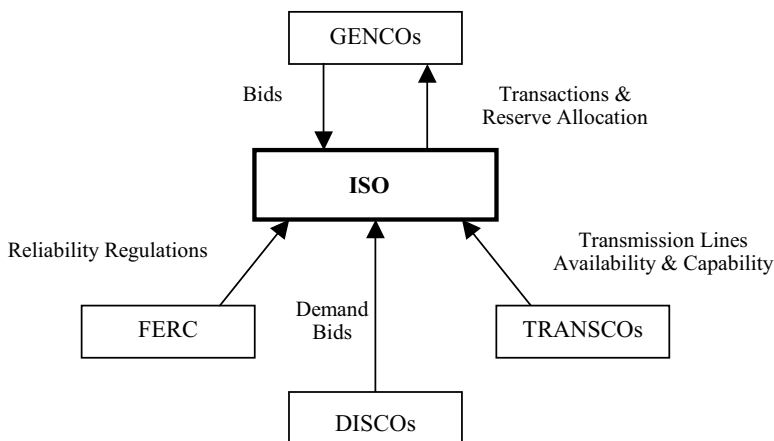 GENCOs
Bids
Transactions &
Reserve Allocation
ISO
Reliability Regulations
Transmission Lines
Availability & Capability
Demand
Bids
FERC
TRANSCOs
DISCOs